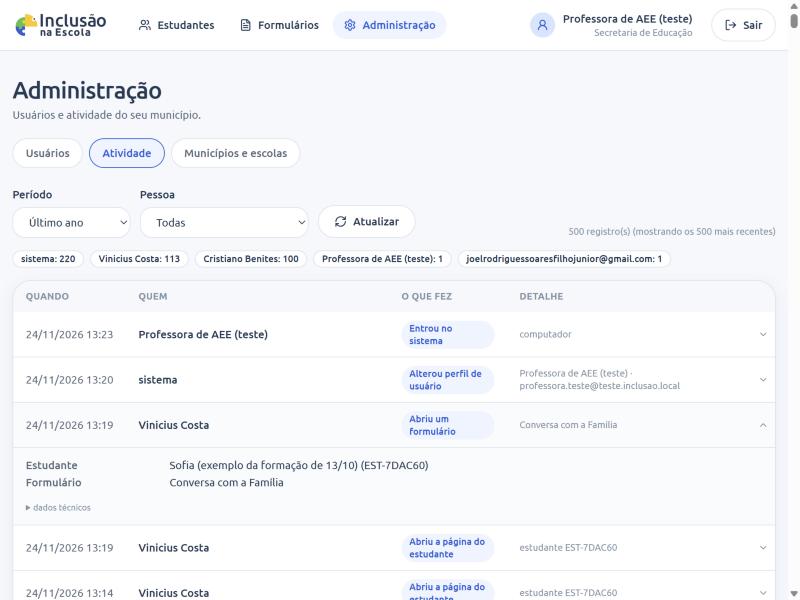 Inclusão
na Escola
Estudantes
Formulários
Administração
Professora de AEE (teste)
Secretaria de Educação
Sair
Administração
Usuários e atividade do seu município.
Usuários
Atividade
Municípios e escolas
Período
Pessoa
Último ano
Todas
Atualizar
500 registro(s) (mostrando os 500 mais recentes)
sistema: 220
Vinicius Costa: 113
Cristiano Benites: 100
Professora de AEE (teste): 1
joelrodriguessoaresfilhojunior@gmail.com: 1
QUANDO QUEM O QUE FEZ DETALHE
24/11/2026 13:23 Professora de AEE (teste) Entrou no sistema computador
24/11/2026 13:20 sistema Alterou perfil de usuário Professora de AEE (teste) · professora.teste@teste.inclusao.local
24/11/2026 13:19 Vinicius Costa Abriu um formulário Conversa com a Família
Estudante Sofia (exemplo da formação de 13/10) (EST-7DAC60)
Formulário Conversa com a Família
dados técnicos
24/11/2026 13:19 Vinicius Costa Abriu a página do estudante estudante EST-7DAC60
24/11/2026 13:14 Vinicius Costa Abriu a página do estudante estudante EST-7DAC60